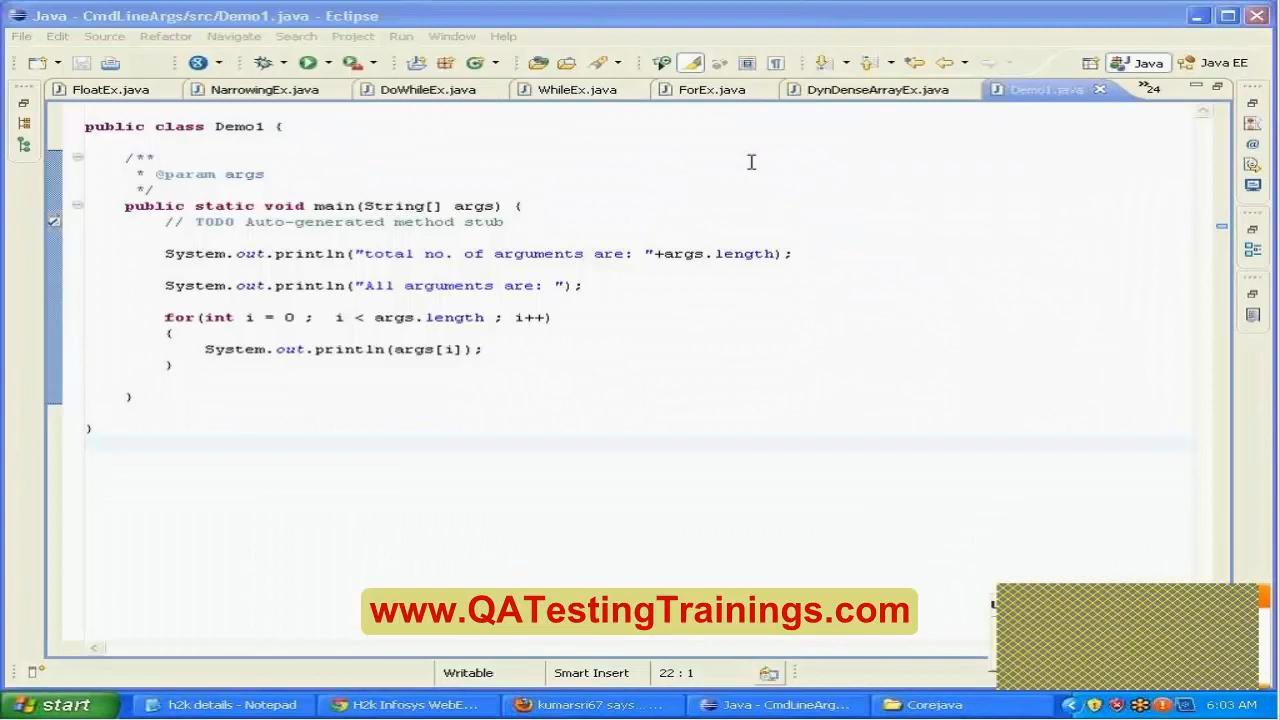 Java - CmdLineArgs/src/Demo1.java - Eclipse
File Edit Source Refactor Navigate Search Project Run Window Help
Java Java EE
FloatEx.java NarrowingEx.java DoWhileEx.java WhileEx.java ForEx.java DynDenseArrayEx.java Demo1.java 24
public class Demo1 {
/**
* @param args
*/
public static void main(String[] args) {
// TODO Auto-generated method stub
System.out.println("total no. of arguments are: "+args.length);
System.out.println("All arguments are: ");
for(int i = 0 ; i < args.length ; i++)
{
System.out.println(args[i]);
}
}
}
www.QATestingTrainings.com
Writable Smart Insert 22 : 1
start h2k details - Notepad H2k Infosys WebE... kumarsri67 says... ... Java - CmdLineArg... Corejava 6:03 AM